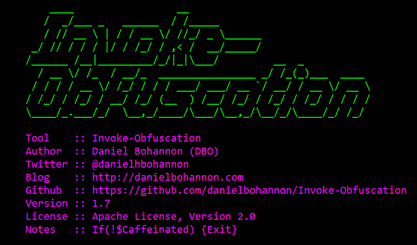 Invoke-
Obfuscation
Tool :: Invoke-Obfuscation
Author :: Daniel Bohannon (DBO)
Twitter :: @danielhbohannon
Blog :: http://danielbohannon.com
Github :: https://github.com/danielbohannon/Invoke-Obfuscation
Version :: 1.7
License :: Apache License, Version 2.0
Notes :: If(!$Caffeinated) {Exit}